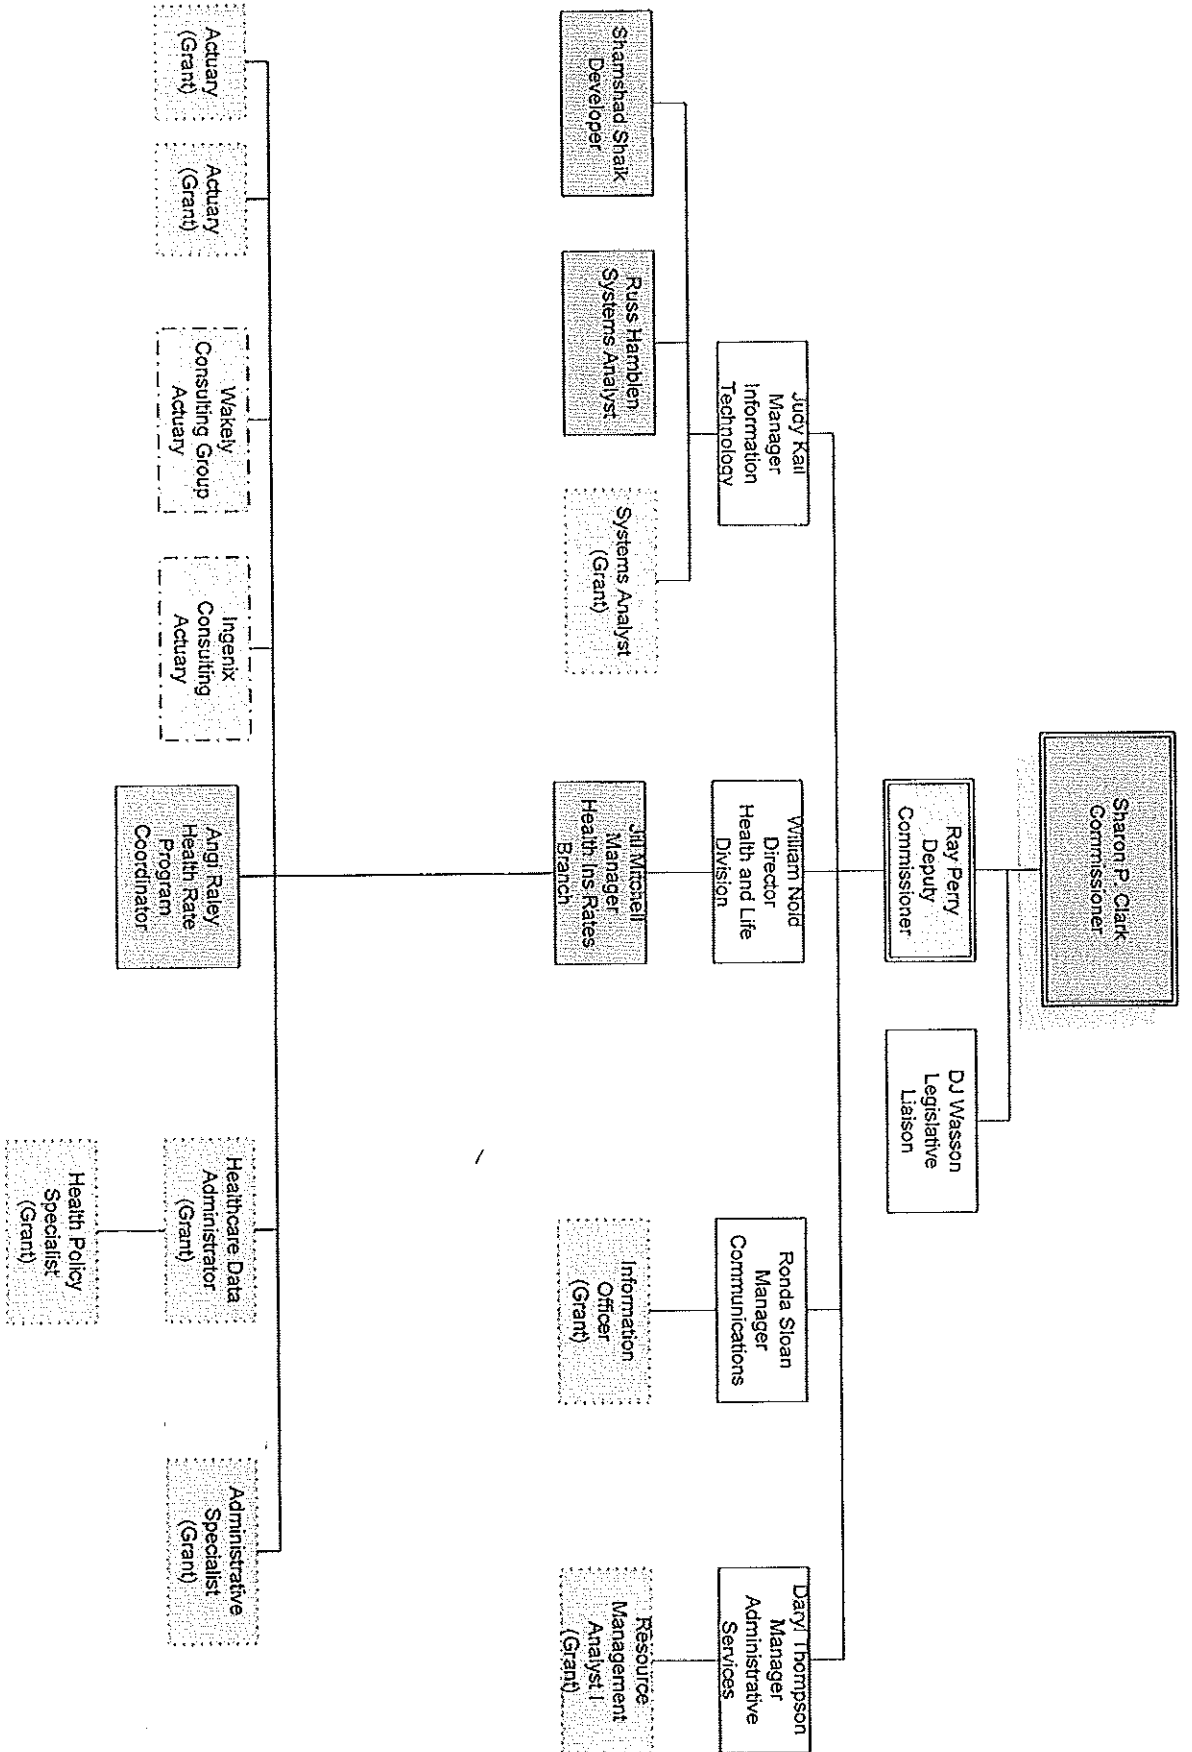 Sharon P. Clark
Commissioner
Ray Perry
Deputy
Commissioner
DJ Wasson
Legislative
Liaison
Judy Kail
Manager
Information
Technology
William Nold
Director
Health and Life
Division
Ronda Sloan
Manager
Communications
Daryl Thompson
Manager
Administrative
Services
Shamshad Shaik
Developer
Russ Hamblen
Systems Analyst
Systems Analyst
(Grant)
Jill Mitchell
Manager
Health Ins Rates
Branch
Information
Officer
(Grant)
Resource
Management
Analyst I
(Grant)
Actuary
(Grant)
Actuary
(Grant)
Wakely
Consulting Group
Actuary
Ingenix
Consulting
Actuary
Angi Raley
Health Rate
Program
Coordinator
Healthcare Data
Administrator
(Grant)
Administrative
Specialist
(Grant)
Health Policy
Specialist
(Grant)